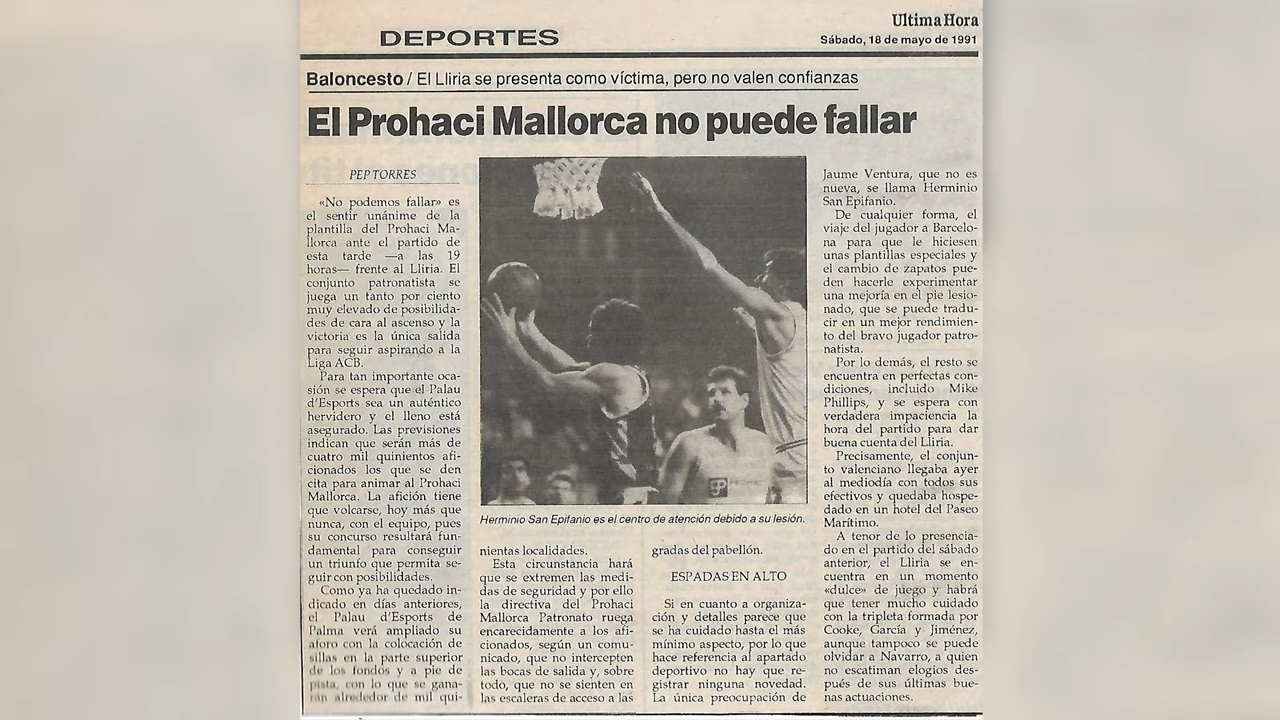 Ultima Hora
DEPORTES
Sábado, 18 de mayo de 1991
Baloncesto / El Lliria se presenta como víctima, pero no valen confianzas
El Prohaci Mallorca no puede fallar
PEP TORRES
«No podemos fallar» es
el sentir unánime de la
plantilla del Prohaci Ma-
llorca ante el partido de
esta tarde —a las 19
horas— frente al Lliria. El
conjunto patronatista se
juega un tanto por ciento
muy elevado de posibilida-
des de cara al ascenso y la
victoria es la única salida
para seguir aspirando a la
Liga ACB.
Para tan importante oca-
sión se espera que el Palau
d'Esports sea un auténtico
hervidero y el lleno está
asegurado. Las previsiones
indican que serán más de
cuatro mil quinientos afi-
cionados los que se den
cita para animar al Prohaci
Mallorca. La afición tiene
que volcarse, hoy más que
nunca, con el equipo, pues
su concurso resultará fun-
damental para conseguir
un triunfo que permita se-
guir con posibilidades.
Como ya ha quedado in-
dicado en días anteriores,
el Palau d'Esports de
Palma verá ampliado su
aforo con la colocación de
sillas en la parte superior
de los fondos y a pie de
pista, con lo que se gana-
rán alrededor de mil qui-
PROHAC
Herminio San Epifanio es el centro de atención debido a su lesión.
nientas localidades.
Esta circunstancia hará
que se extremen las medi-
das de seguridad y por ello
la directiva del Prohaci
Mallorca Patronato ruega
encarecidamente a los afi-
cionados, según un comu-
nicado, que no intercepten
las bocas de salida y, sobre
todo, que no se sienten en
las escaleras de acceso a las
gradas del pabellón.
ESPADAS EN ALTO
Si en cuanto a organiza-
ción y detalles parece que
se ha cuidado hasta el más
mínimo aspecto, por lo que
hace referencia al apartado
deportivo no hay que re-
gistrar ninguna novedad.
La única preocupación de
Jaume Ventura, que no es
nueva, se llama Herminio
San Epifanio.
De cualquier forma, el
viaje del jugador a Barcelo-
na para que le hiciesen
unas plantillas especiales y
el cambio de zapatos pue-
den hacerle experimentar
una mejoría en el pie lesio-
nado, que se puede tradu-
cir en un mejor rendimien-
to del bravo jugador patro-
natista.
Por lo demás, el resto se
encuentra en perfectas con-
diciones, incluido Mike
Phillips, y se espera con
verdadera impaciencia la
hora del partido para dar
buena cuenta del Lliria.
Precisamente, el conjun-
to valenciano llegaba ayer
al mediodía con todos sus
efectivos y quedaba hospe-
dado en un hotel del Paseo
Marítimo.
A tenor de lo presencia-
do en el partido del sábado
anterior, el Lliria se en-
cuentra en un momento
«dulce» de juego y habrá
que tener mucho cuidado
con la tripleta formada por
Cooke, García y Jiménez,
aunque tampoco se puede
olvidar a Navarro, a quien
no escatiman elogios des-
pués de sus últimas bue-
nas actuaciones.